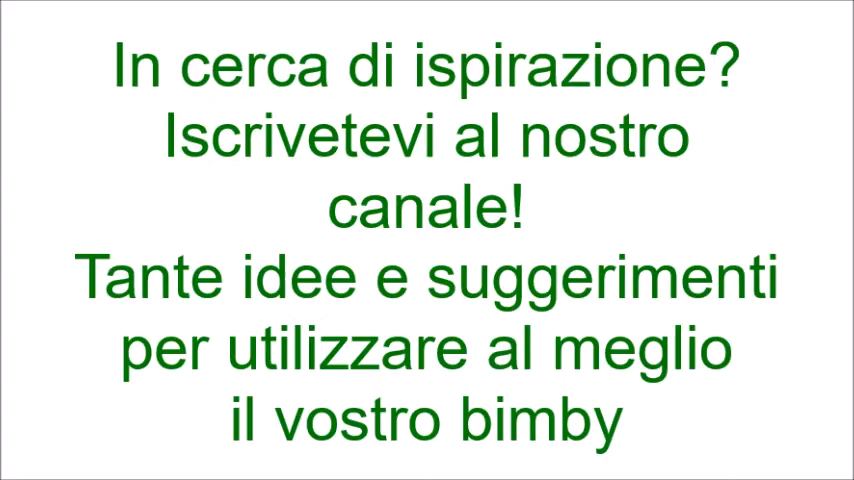 In cerca di ispirazione?
Iscrivetevi al nostro
canale!
Tante idee e suggerimenti
per utilizzare al meglio
il vostro bimby